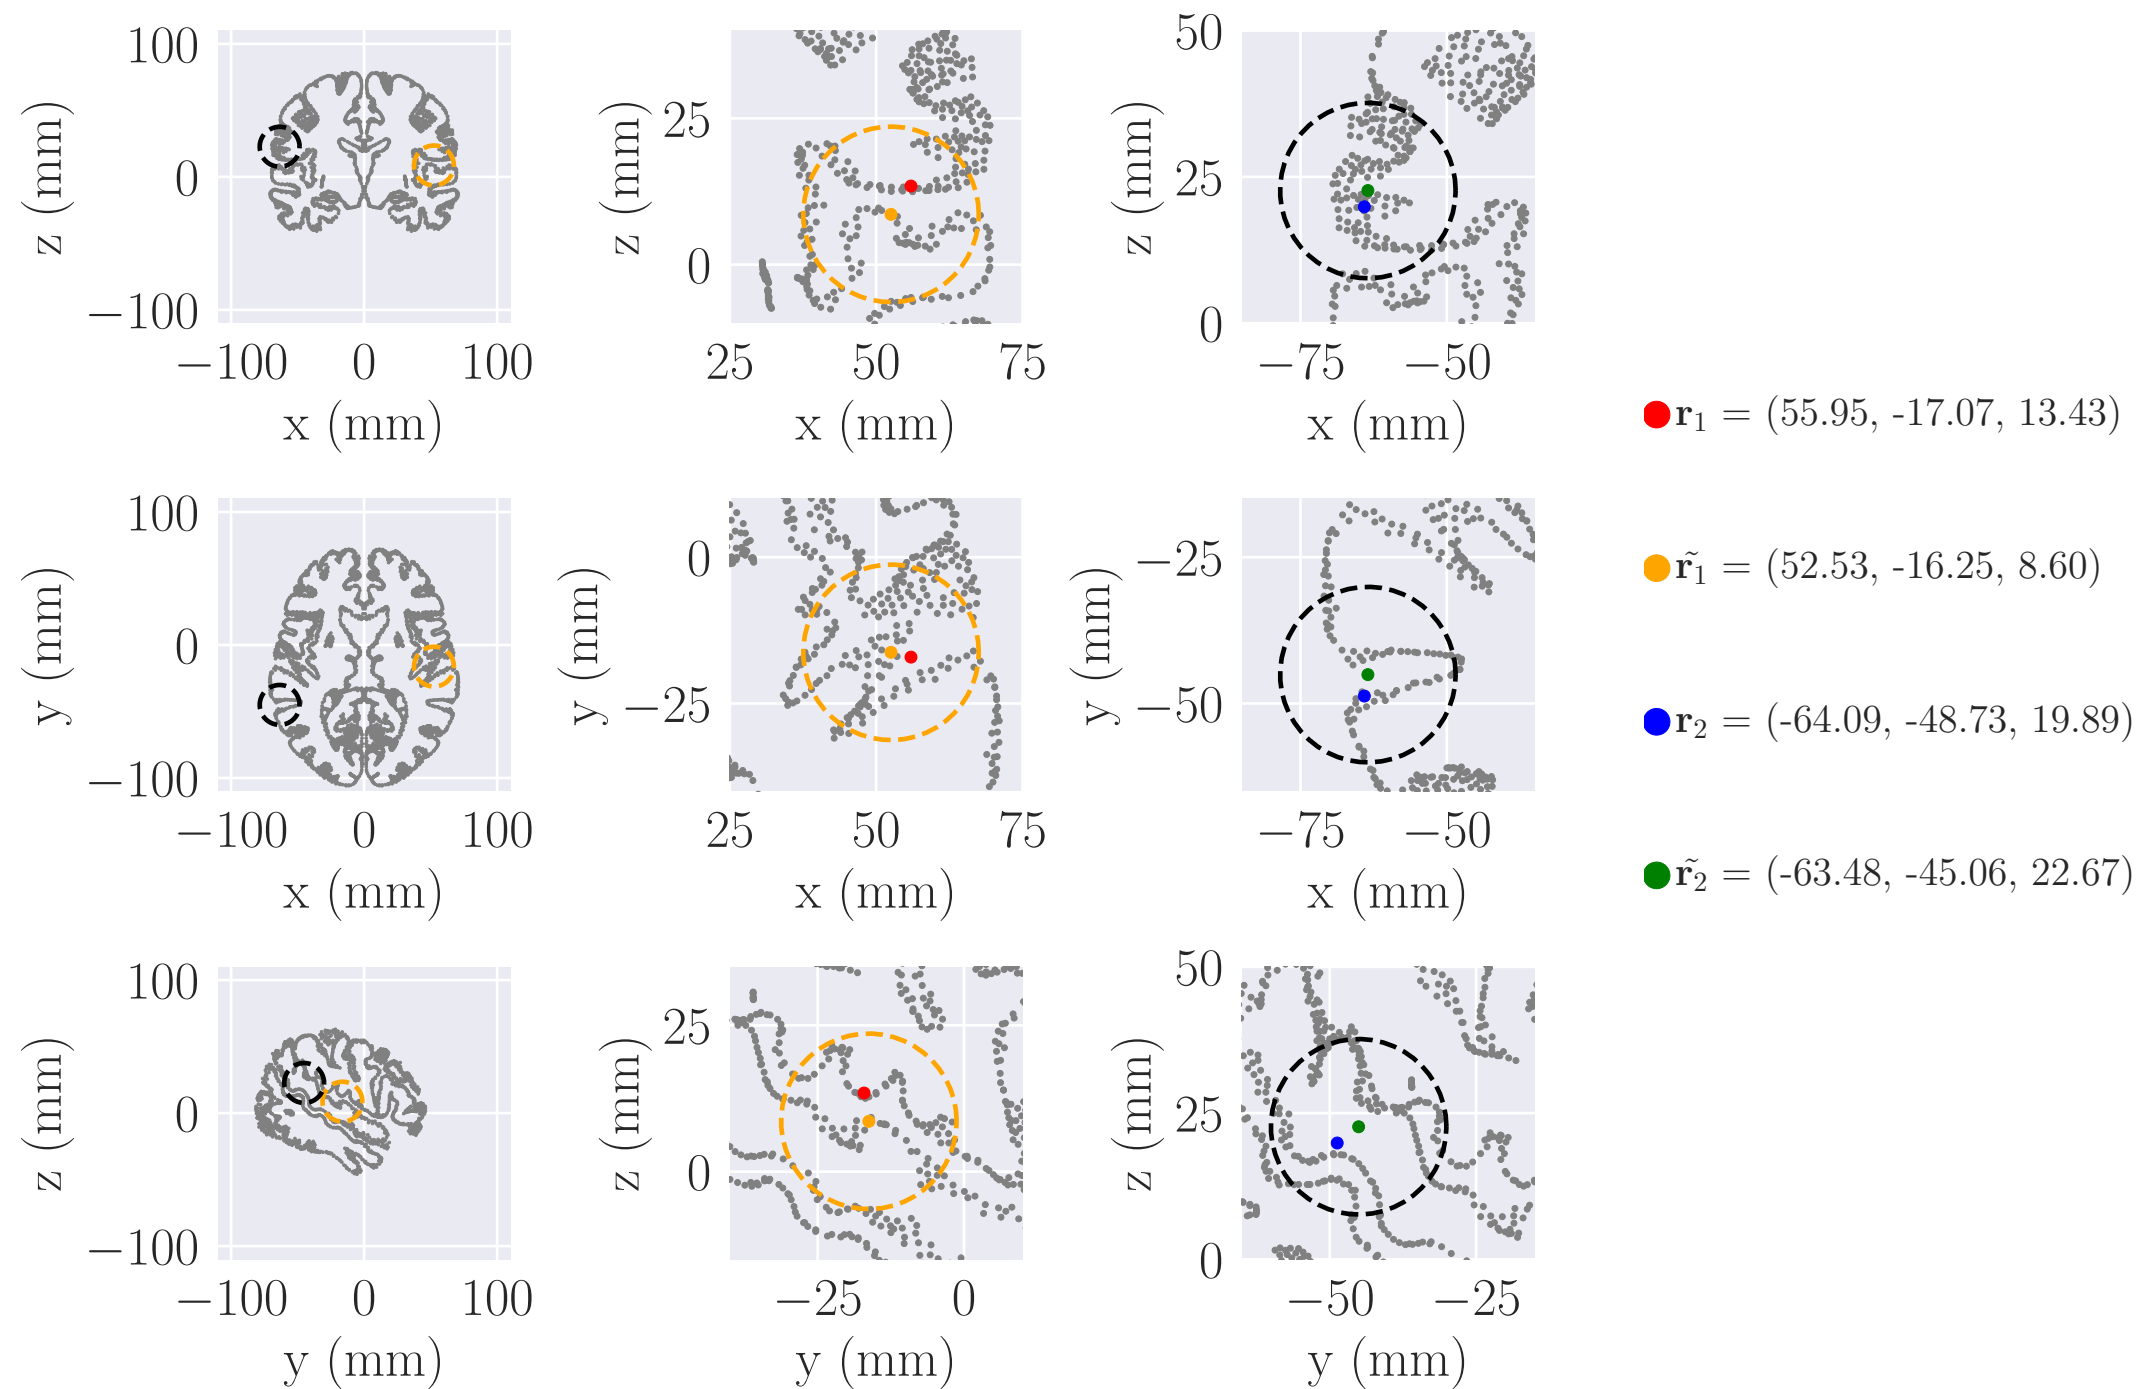 z (mm)
100
0
−100
−100 0 100
x (mm)
z (mm)
25
0
25 50 75
x (mm)
z (mm)
50
25
0
−75 −50
x (mm)
y (mm)
100
0
−100
−100 0 100
x (mm)
y (mm)
0
−25
25 50 75
x (mm)
y (mm)
−25
−50
−75 −50
x (mm)
z (mm)
100
0
−100
−100 0 100
y (mm)
z (mm)
25
0
−25 0
y (mm)
z (mm)
50
25
0
−50 −25
y (mm)
r₁ = (55.95, -17.07, 13.43)
r̃₁ = (52.53, -16.25, 8.60)
r₂ = (-64.09, -48.73, 19.89)
r̃₂ = (-63.48, -45.06, 22.67)